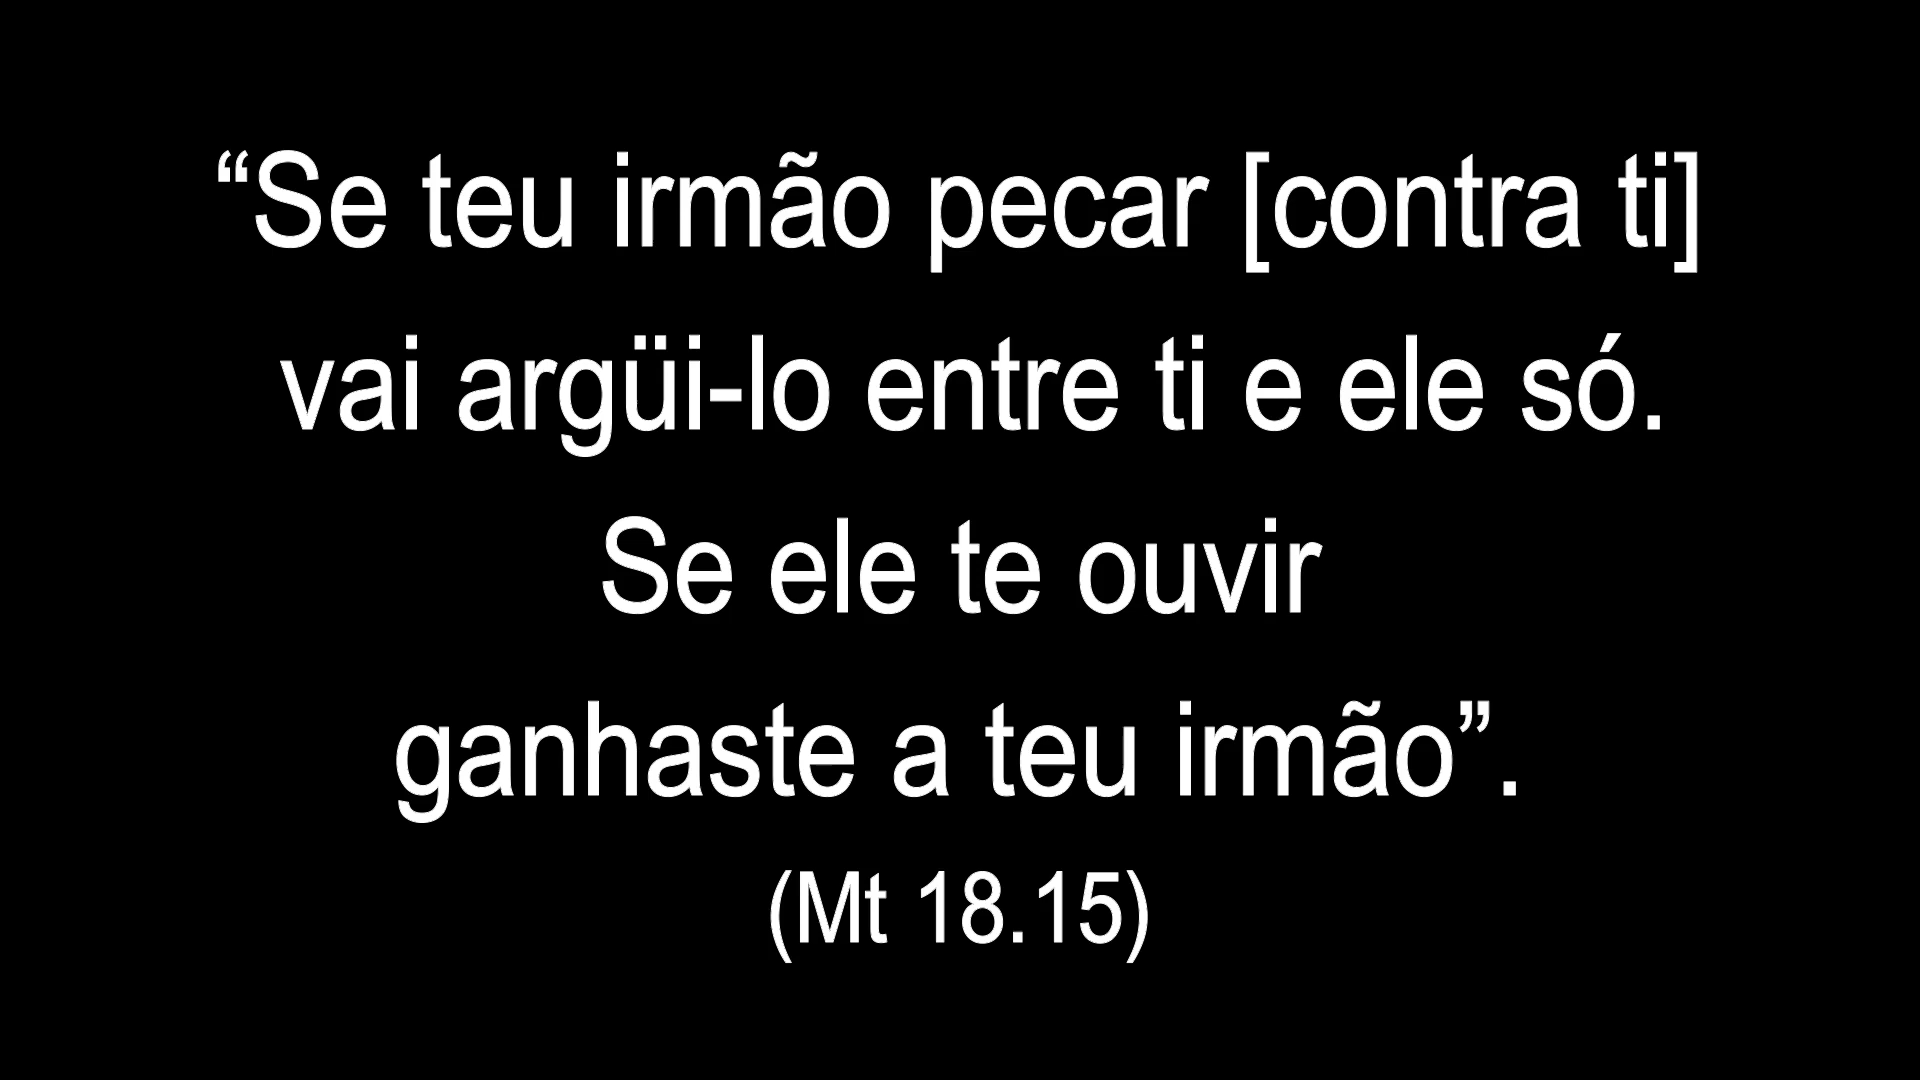 “Se teu irmão pecar [contra ti]
vai argüi-lo entre ti e ele só.
Se ele te ouvir
ganhaste a teu irmão”.
(Mt 18.15)